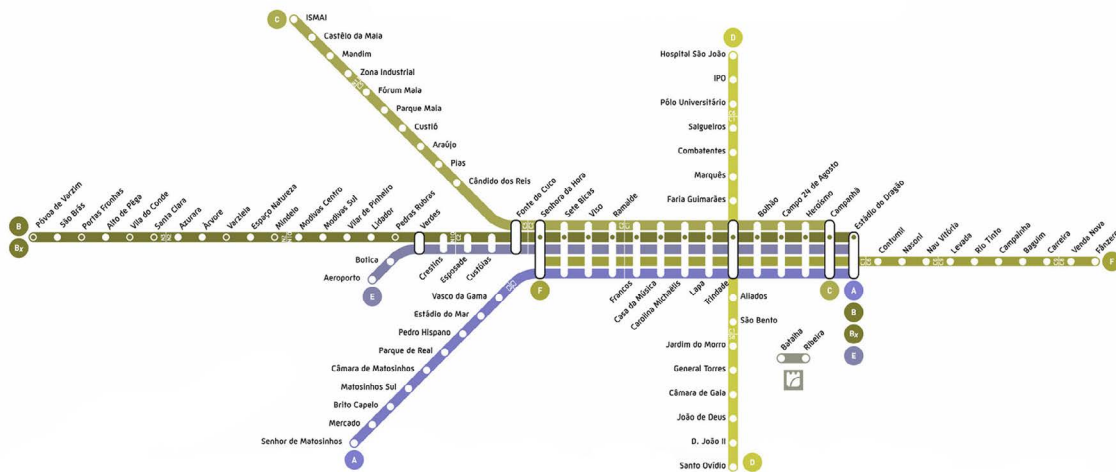 C
ISMAI
Castêlo da Maia
Mandim
Zona Industrial
Fórum Maia
Parque Maia
Custió
Araújo
Pias
Cândido dos Reis
D
Hospital São João
IPO
Pólo Universitário
Salgueiros
Combatentes
Marquês
Faria Guimarães
B
Bx
Póvoa de Varzim
São Brás
Portas Fronhas
Alto de Pêga
Vila do Conde
Santa Clara
Azurara
Árvore
Varziela
Espaço Natureza
Mindelo
Modivas Centro
Modivas Sul
Vilar de Pinheiro
Lidador
Pedras Rubras
Verdes
Fonte do Cuco
Senhora da Hora
Sete Bicas
Viso
Ramalde
Bolhão
Campo 24 de Agosto
Heroísmo
Campanhã
Estádio do Dragão
Contumil
Nasoni
Nau Vitória
Levada
Rio Tinto
Campainha
Baguim
Carreira
Venda Nova
Fânzeres
F
Botica
Aeroporto
E
Crestins
Esposade
Custóias
Francos
Casa da Música
Carolina Michaëlis
Lapa
Trindade
F
C
A
B
Bx
E
Vasco da Gama
Estádio do Mar
Pedro Hispano
Parque de Real
Câmara de Matosinhos
Matosinhos Sul
Brito Capelo
Mercado
Senhor de Matosinhos
A
Aliados
São Bento
Jardim do Morro
General Torres
Câmara de Gaia
João de Deus
D. João II
Santo Ovídio
D
Batalha
Ribeira